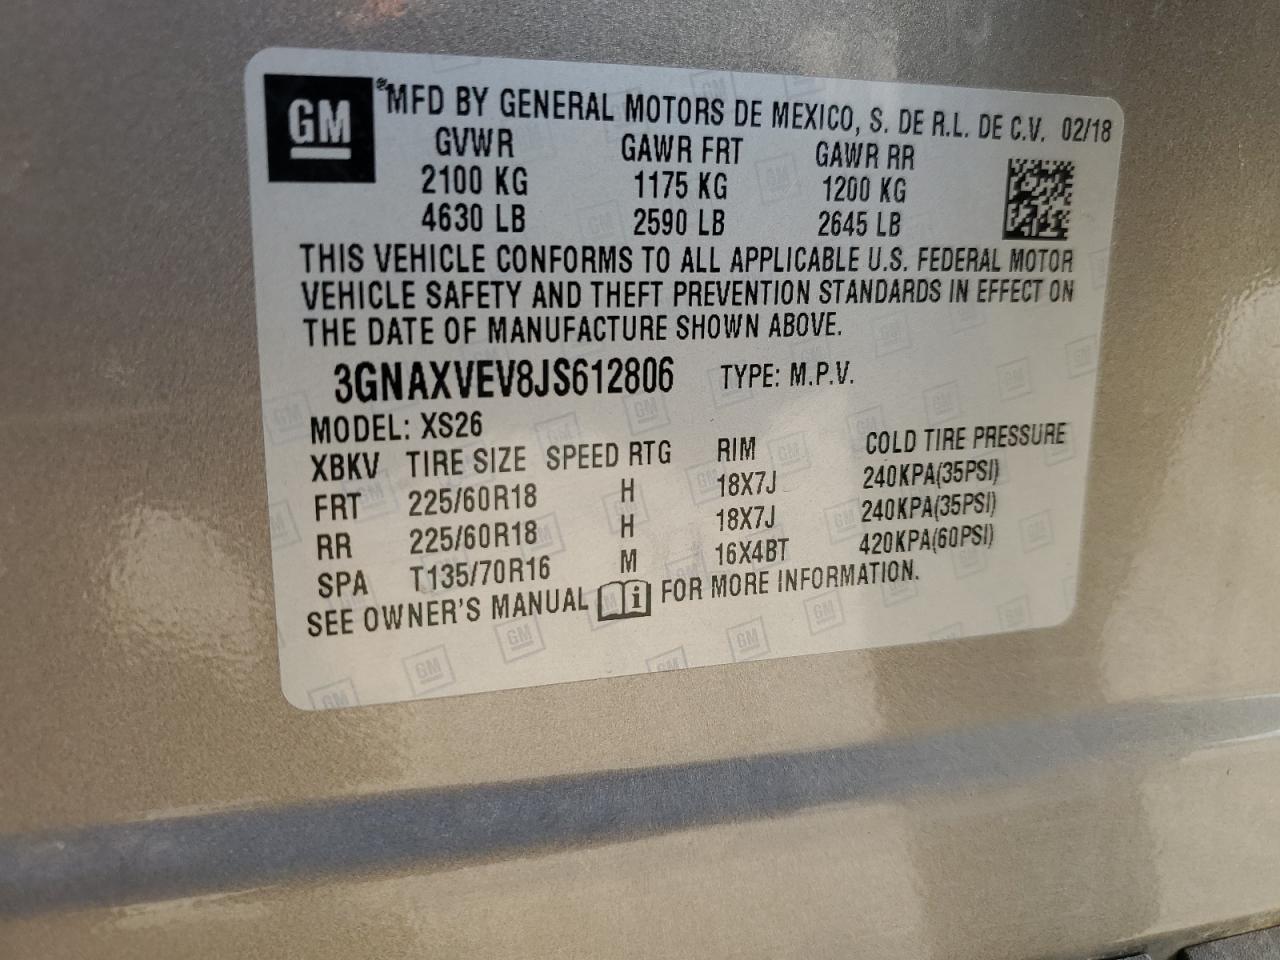 GM ® MFD BY GENERAL MOTORS DE MEXICO, S. DE R.L. DE C.V. 02/18
GVWR GAWR FRT GAWR RR
2100 KG 1175 KG 1200 KG
4630 LB 2590 LB 2645 LB
THIS VEHICLE CONFORMS TO ALL APPLICABLE U.S. FEDERAL MOTOR
VEHICLE SAFETY AND THEFT PREVENTION STANDARDS IN EFFECT ON
THE DATE OF MANUFACTURE SHOWN ABOVE.
3GNAXVEV8JS612806 TYPE: M.P.V.
MODEL: XS26
XBKV TIRE SIZE SPEED RTG RIM COLD TIRE PRESSURE
FRT 225/60R18 H 18X7J 240KPA(35PSI)
RR 225/60R18 H 18X7J 240KPA(35PSI)
SPA T135/70R16 M 16X4BT 420KPA(60PSI)
SEE OWNER'S MANUAL i FOR MORE INFORMATION.